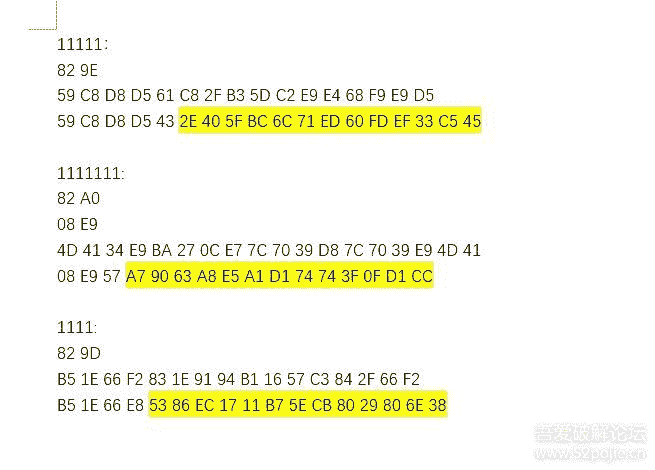 11111:
82 9E
59 C8 D8 D5 61 C8 2F B3 5D C2 E9 E4 68 F9 E9 D5
59 C8 D8 D5 43 2E 40 5F BC 6C 71 ED 60 FD EF 33 C5 45
1111111:
82 A0
08 E9
4D 41 34 E9 BA 27 0C E7 7C 70 39 D8 7C 70 39 E9 4D 41
08 E9 57 A7 90 63 A8 E5 A1 D1 74 74 3F 0F D1 CC
1111:
82 9D
B5 1E 66 F2 83 1E 91 94 B1 16 57 C3 84 2F 66 F2
B5 1E 66 E8 53 86 EC 17 11 B7 5E CB 80 29 80 6E 38
吾爱破解论坛
www.52pojie.cn